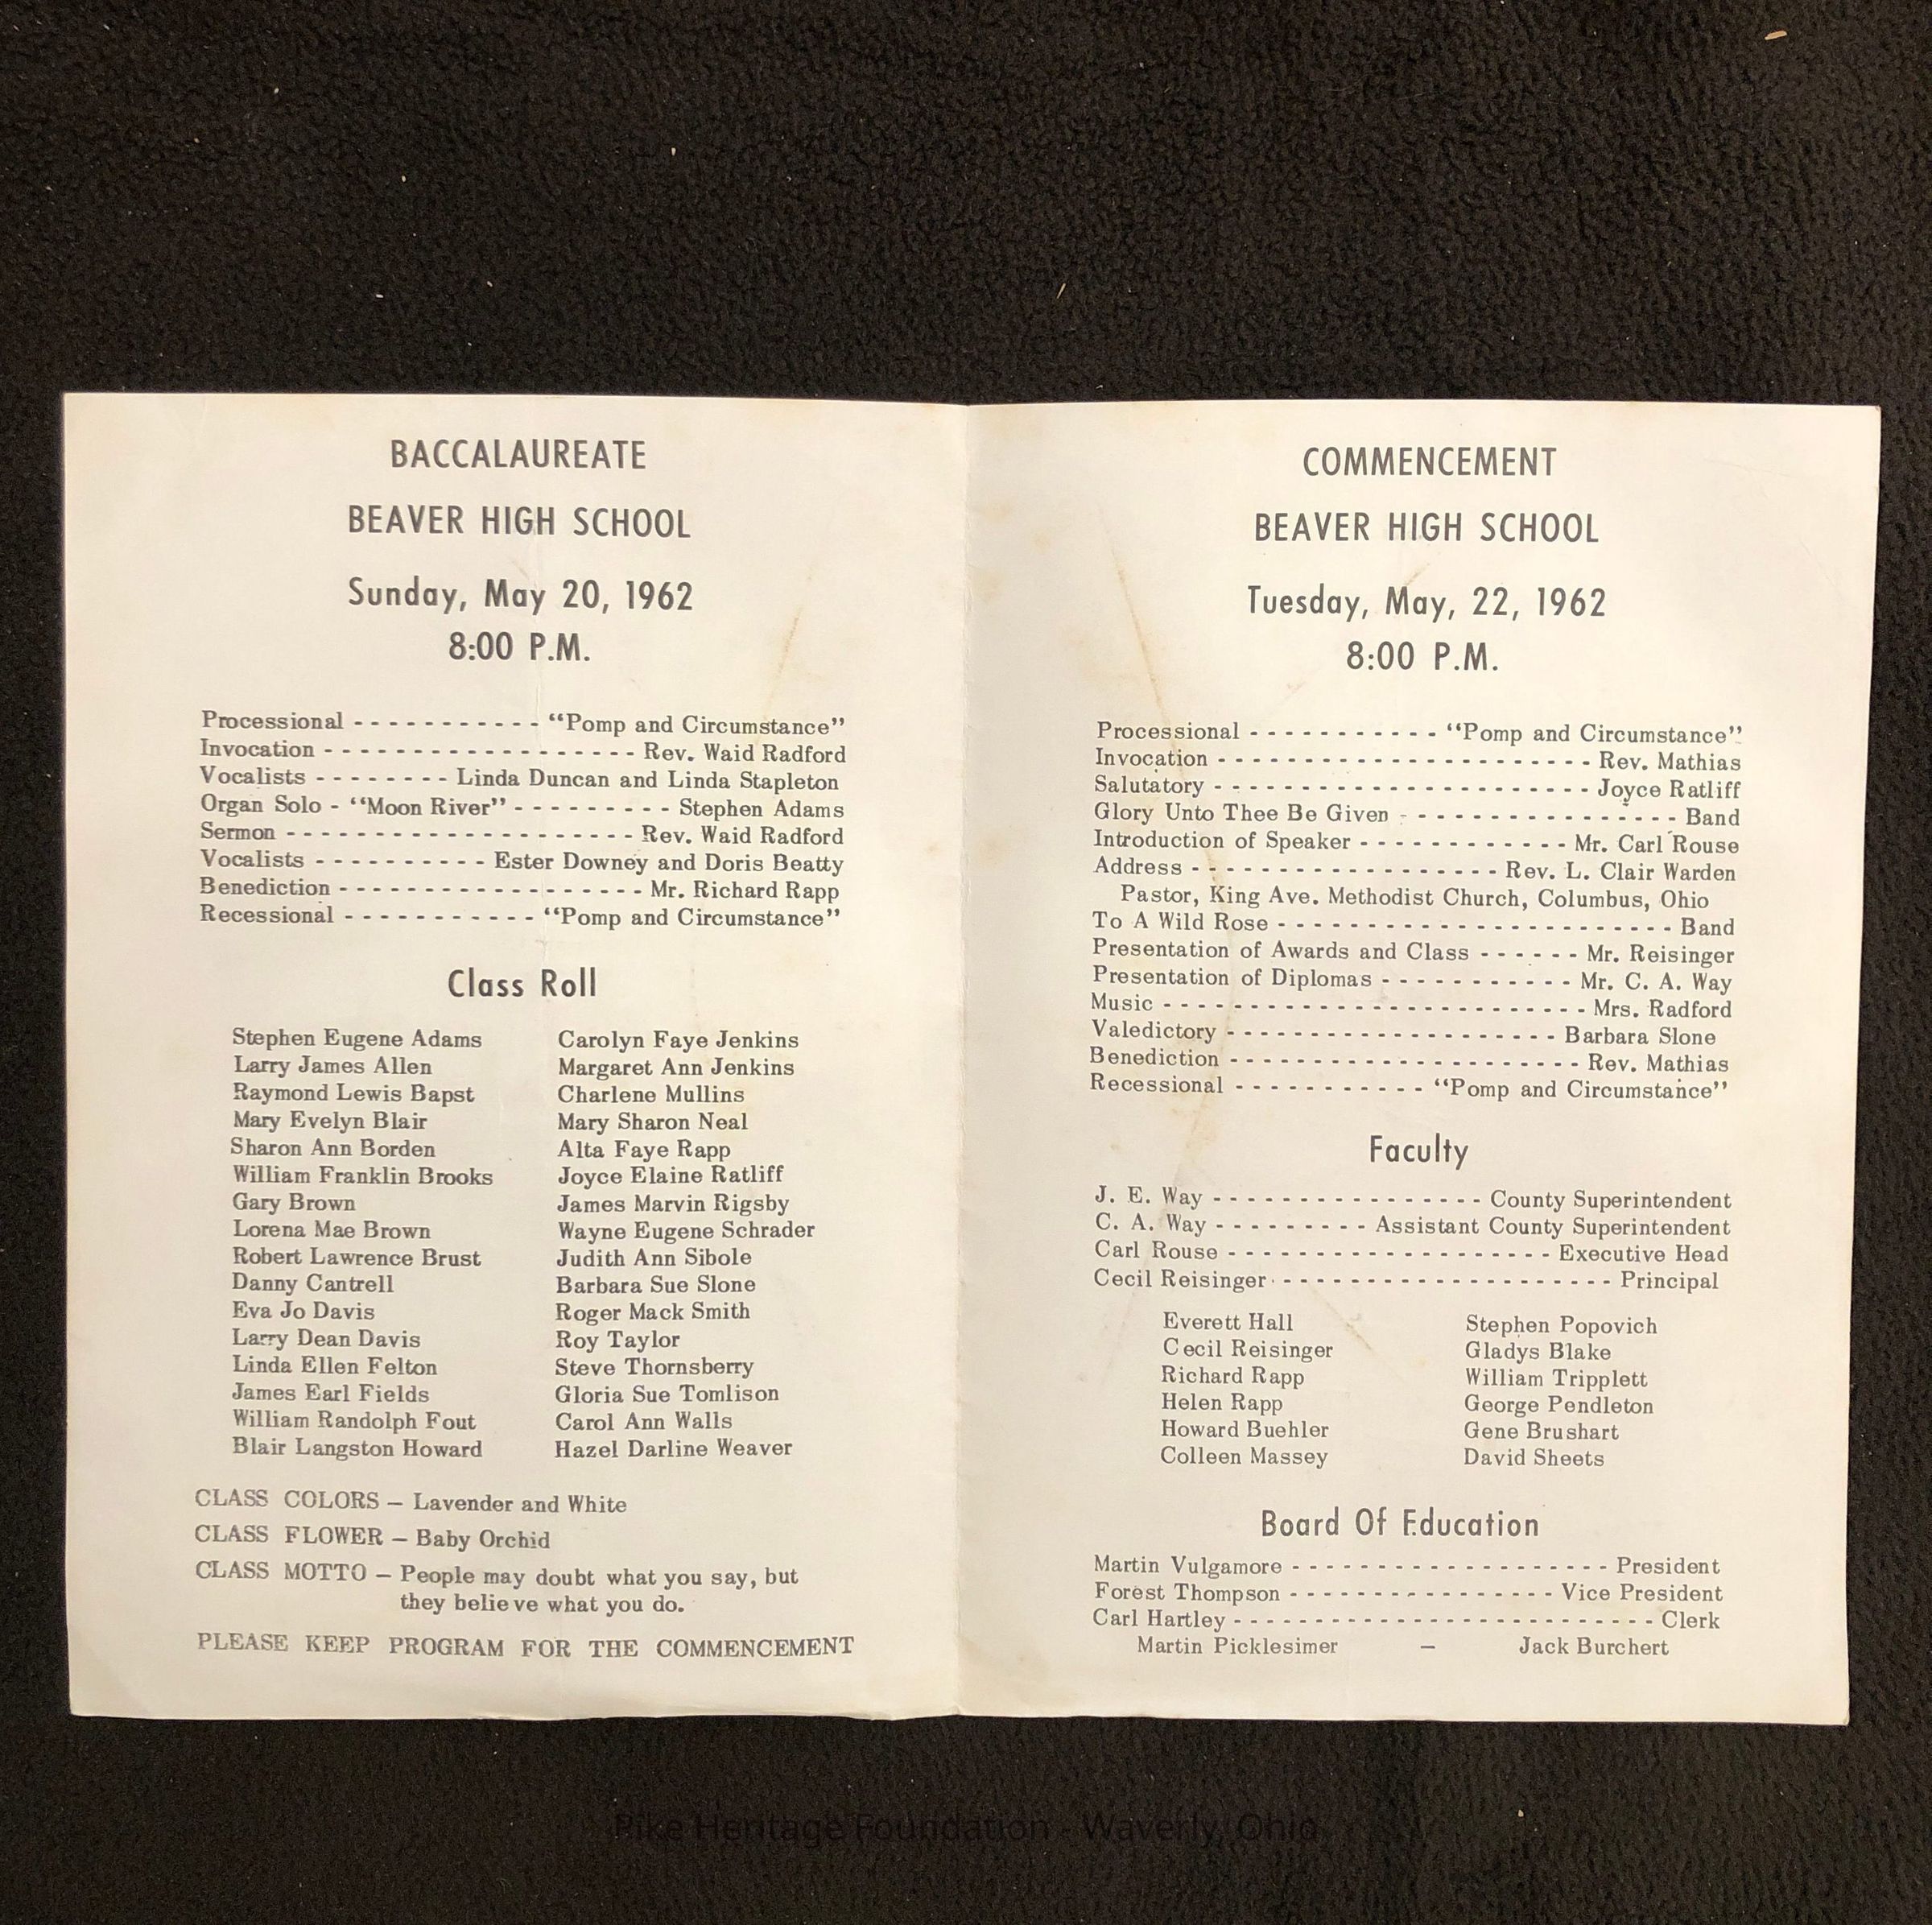 BACCALAUREATE
BEAVER HIGH SCHOOL
Sunday, May 20, 1962
8:00 P.M.
Processional - - - - - - - - - - - "Pomp and Circumstance"
Invocation - - - - - - - - - - - - - - - - - - Rev. Waid Radford
Vocalists - - - - - - - - Linda Duncan and Linda Stapleton
Organ Solo - "Moon River" - - - - - - - - - Stephen Adams
Sermon - - - - - - - - - - - - - - - - - - - - Rev. Waid Radford
Vocalists - - - - - - - - - - Ester Downey and Doris Beatty
Benediction - - - - - - - - - - - - - - - - - - Mr. Richard Rapp
Recessional - - - - - - - - - - - "Pomp and Circumstance"
Class Roll
Stephen Eugene Adams
Larry James Allen
Raymond Lewis Bapst
Mary Evelyn Blair
Sharon Ann Borden
William Franklin Brooks
Gary Brown
Lorena Mae Brown
Robert Lawrence Brust
Danny Cantrell
Eva Jo Davis
Larry Dean Davis
Linda Ellen Felton
James Earl Fields
William Randolph Fout
Blair Langston Howard
Carolyn Faye Jenkins
Margaret Ann Jenkins
Charlene Mullins
Mary Sharon Neal
Alta Faye Rapp
Joyce Elaine Ratliff
James Marvin Rigsby
Wayne Eugene Schrader
Judith Ann Sibole
Barbara Sue Slone
Roger Mack Smith
Roy Taylor
Steve Thornsberry
Gloria Sue Tomlison
Carol Ann Walls
Hazel Darline Weaver
CLASS COLORS – Lavender and White
CLASS FLOWER – Baby Orchid
CLASS MOTTO – People may doubt what you say, but
they believe what you do.
PLEASE KEEP PROGRAM FOR THE COMMENCEMENT
COMMENCEMENT
BEAVER HIGH SCHOOL
Tuesday, May, 22, 1962
8:00 P.M.
Processional - - - - - - - - - - - "Pomp and Circumstance"
Invocation - - - - - - - - - - - - - - - - - - - - - - Rev. Mathias
Salutatory - - - - - - - - - - - - - - - - - - - - - - Joyce Ratliff
Glory Unto Thee Be Given - - - - - - - - - - - - - - - - Band
Introduction of Speaker - - - - - - - - - - - - Mr. Carl Rouse
Address - - - - - - - - - - - - - - - - - - Rev. L. Clair Warden
Pastor, King Ave. Methodist Church, Columbus, Ohio
To A Wild Rose - - - - - - - - - - - - - - - - - - - - - - - Band
Presentation of Awards and Class - - - - - - Mr. Reisinger
Presentation of Diplomas - - - - - - - - - - - Mr. C. A. Way
Music - - - - - - - - - - - - - - - - - - - - - - - - - Mrs. Radford
Valedictory - - - - - - - - - - - - - - - - - - - Barbara Slone
Benediction - - - - - - - - - - - - - - - - - - - - Rev. Mathias
Recessional - - - - - - - - - - - "Pomp and Circumstance"
Faculty
J. E. Way - - - - - - - - - - - - - - - - County Superintendent
C. A. Way - - - - - - - - - Assistant County Superintendent
Carl Rouse - - - - - - - - - - - - - - - - - - - Executive Head
Cecil Reisinger - - - - - - - - - - - - - - - - - - - - Principal
Everett Hall
Cecil Reisinger
Richard Rapp
Helen Rapp
Howard Buehler
Colleen Massey
Stephen Popovich
Gladys Blake
William Tripplett
George Pendleton
Gene Brushart
David Sheets
Board Of Education
Martin Vulgamore - - - - - - - - - - - - - - - - - - - President
Forest Thompson - - - - - - - - - - - - - - - - Vice President
Carl Hartley - - - - - - - - - - - - - - - - - - - - - - - - - Clerk
Martin Picklesimer – Jack Burchert
Pike Heritage Foundation - Waverly, Ohio